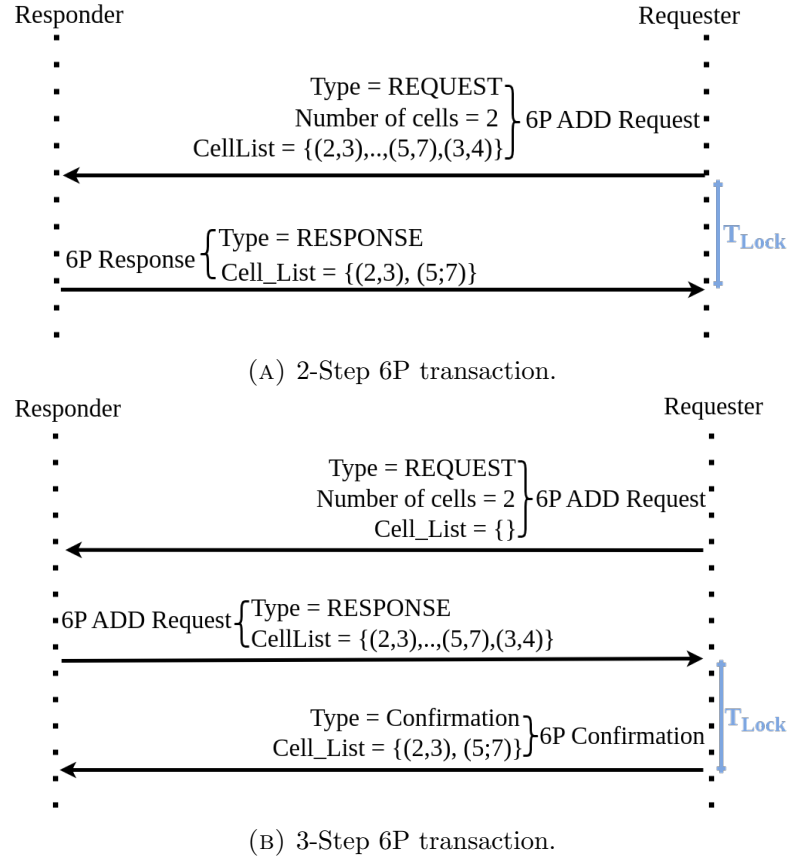 Responder Requester
Type = REQUEST
Number of cells = 2
6P ADD Request
CellList = {(2,3),..,(5,7),(3,4)}
T_Lock
Type = RESPONSE
6P Response
Cell_List = {(2,3), (5;7)}
(A) 2-Step 6P transaction.
Responder Requester
Type = REQUEST
Number of cells = 2
6P ADD Request
Cell_List = {}
Type = RESPONSE
6P ADD Request
CellList = {(2,3),..,(5,7),(3,4)}
Type = Confirmation
T_Lock
6P Confirmation
Cell_List = {(2,3), (5;7)}
(B) 3-Step 6P transaction.